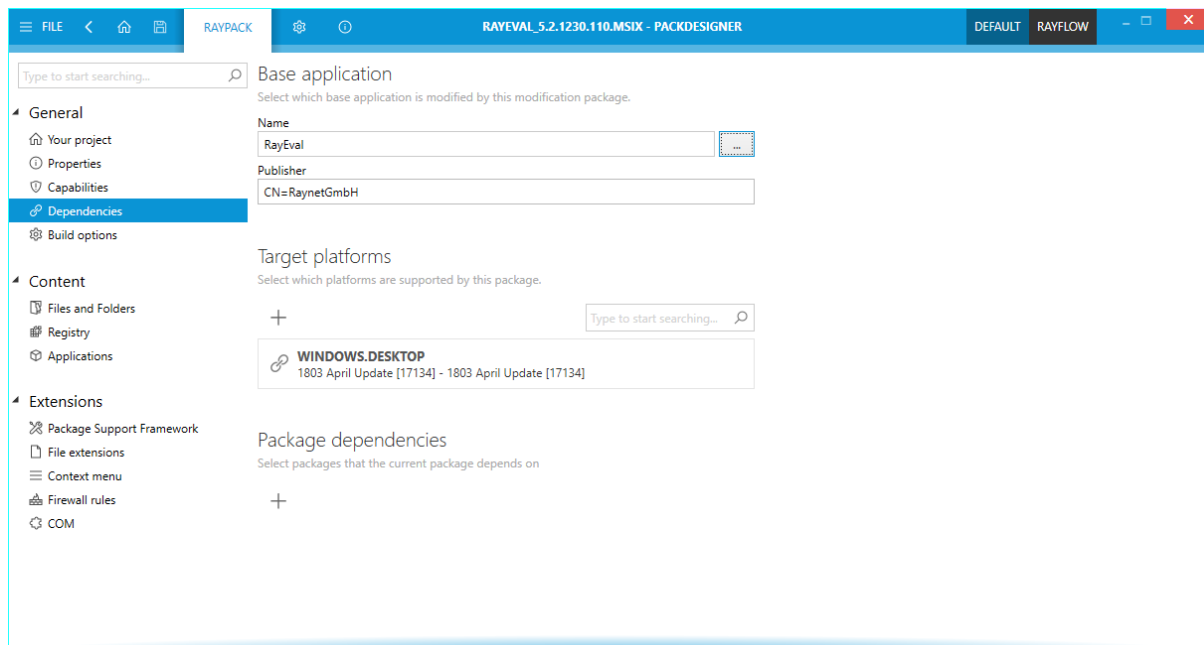 FILE
RAYPACK
RAYEVAL_5.2.1230.110.MSIX - PACKDESIGNER
DEFAULT
RAYFLOW
Type to start searching...
General
Your project
Properties
Capabilities
Dependencies
Build options
Content
Files and Folders
Registry
Applications
Extensions
Package Support Framework
File extensions
Context menu
Firewall rules
COM
Base application
Select which base application is modified by this modification package.
Name
RayEval
...
Publisher
CN=RaynetGmbH
Target platforms
Select which platforms are supported by this package.
Type to start searching...
WINDOWS.DESKTOP
1803 April Update [17134] - 1803 April Update [17134]
Package dependencies
Select packages that the current package depends on